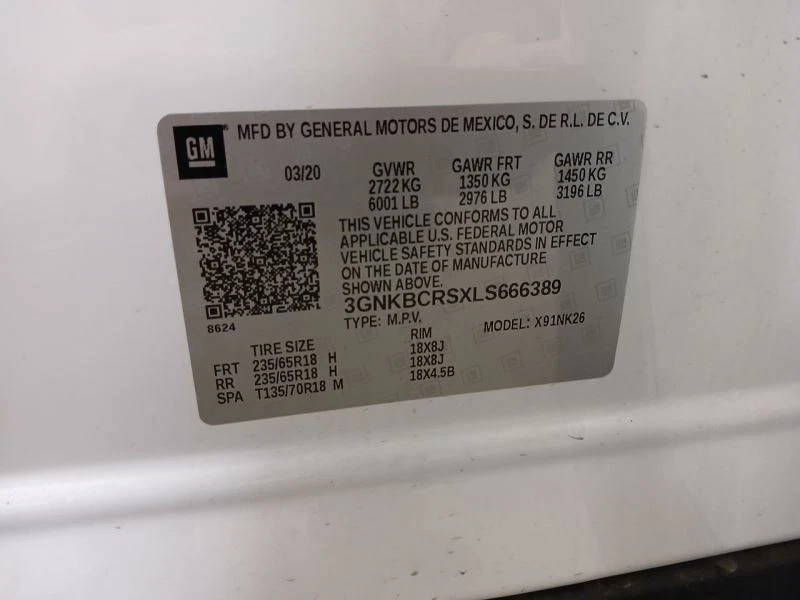 GM® MFD BY GENERAL MOTORS DE MEXICO, S. DE R.L. DE C.V.
03/20 GVWR GAWR FRT GAWR RR
2722 KG 1350 KG 1450 KG
6001 LB 2976 LB 3196 LB
THIS VEHICLE CONFORMS TO ALL
APPLICABLE U.S. FEDERAL MOTOR
VEHICLE SAFETY STANDARDS IN EFFECT
ON THE DATE OF MANUFACTURE
SHOWN ABOVE.
3GNKBCRSXLS666389
8624 TYPE: M.P.V. MODEL: X91NK26
TIRE SIZE RIM
FRT 235/65R18 H 18X8J
RR 235/65R18 H 18X8J
SPA T135/70R18 M 18X4.5B